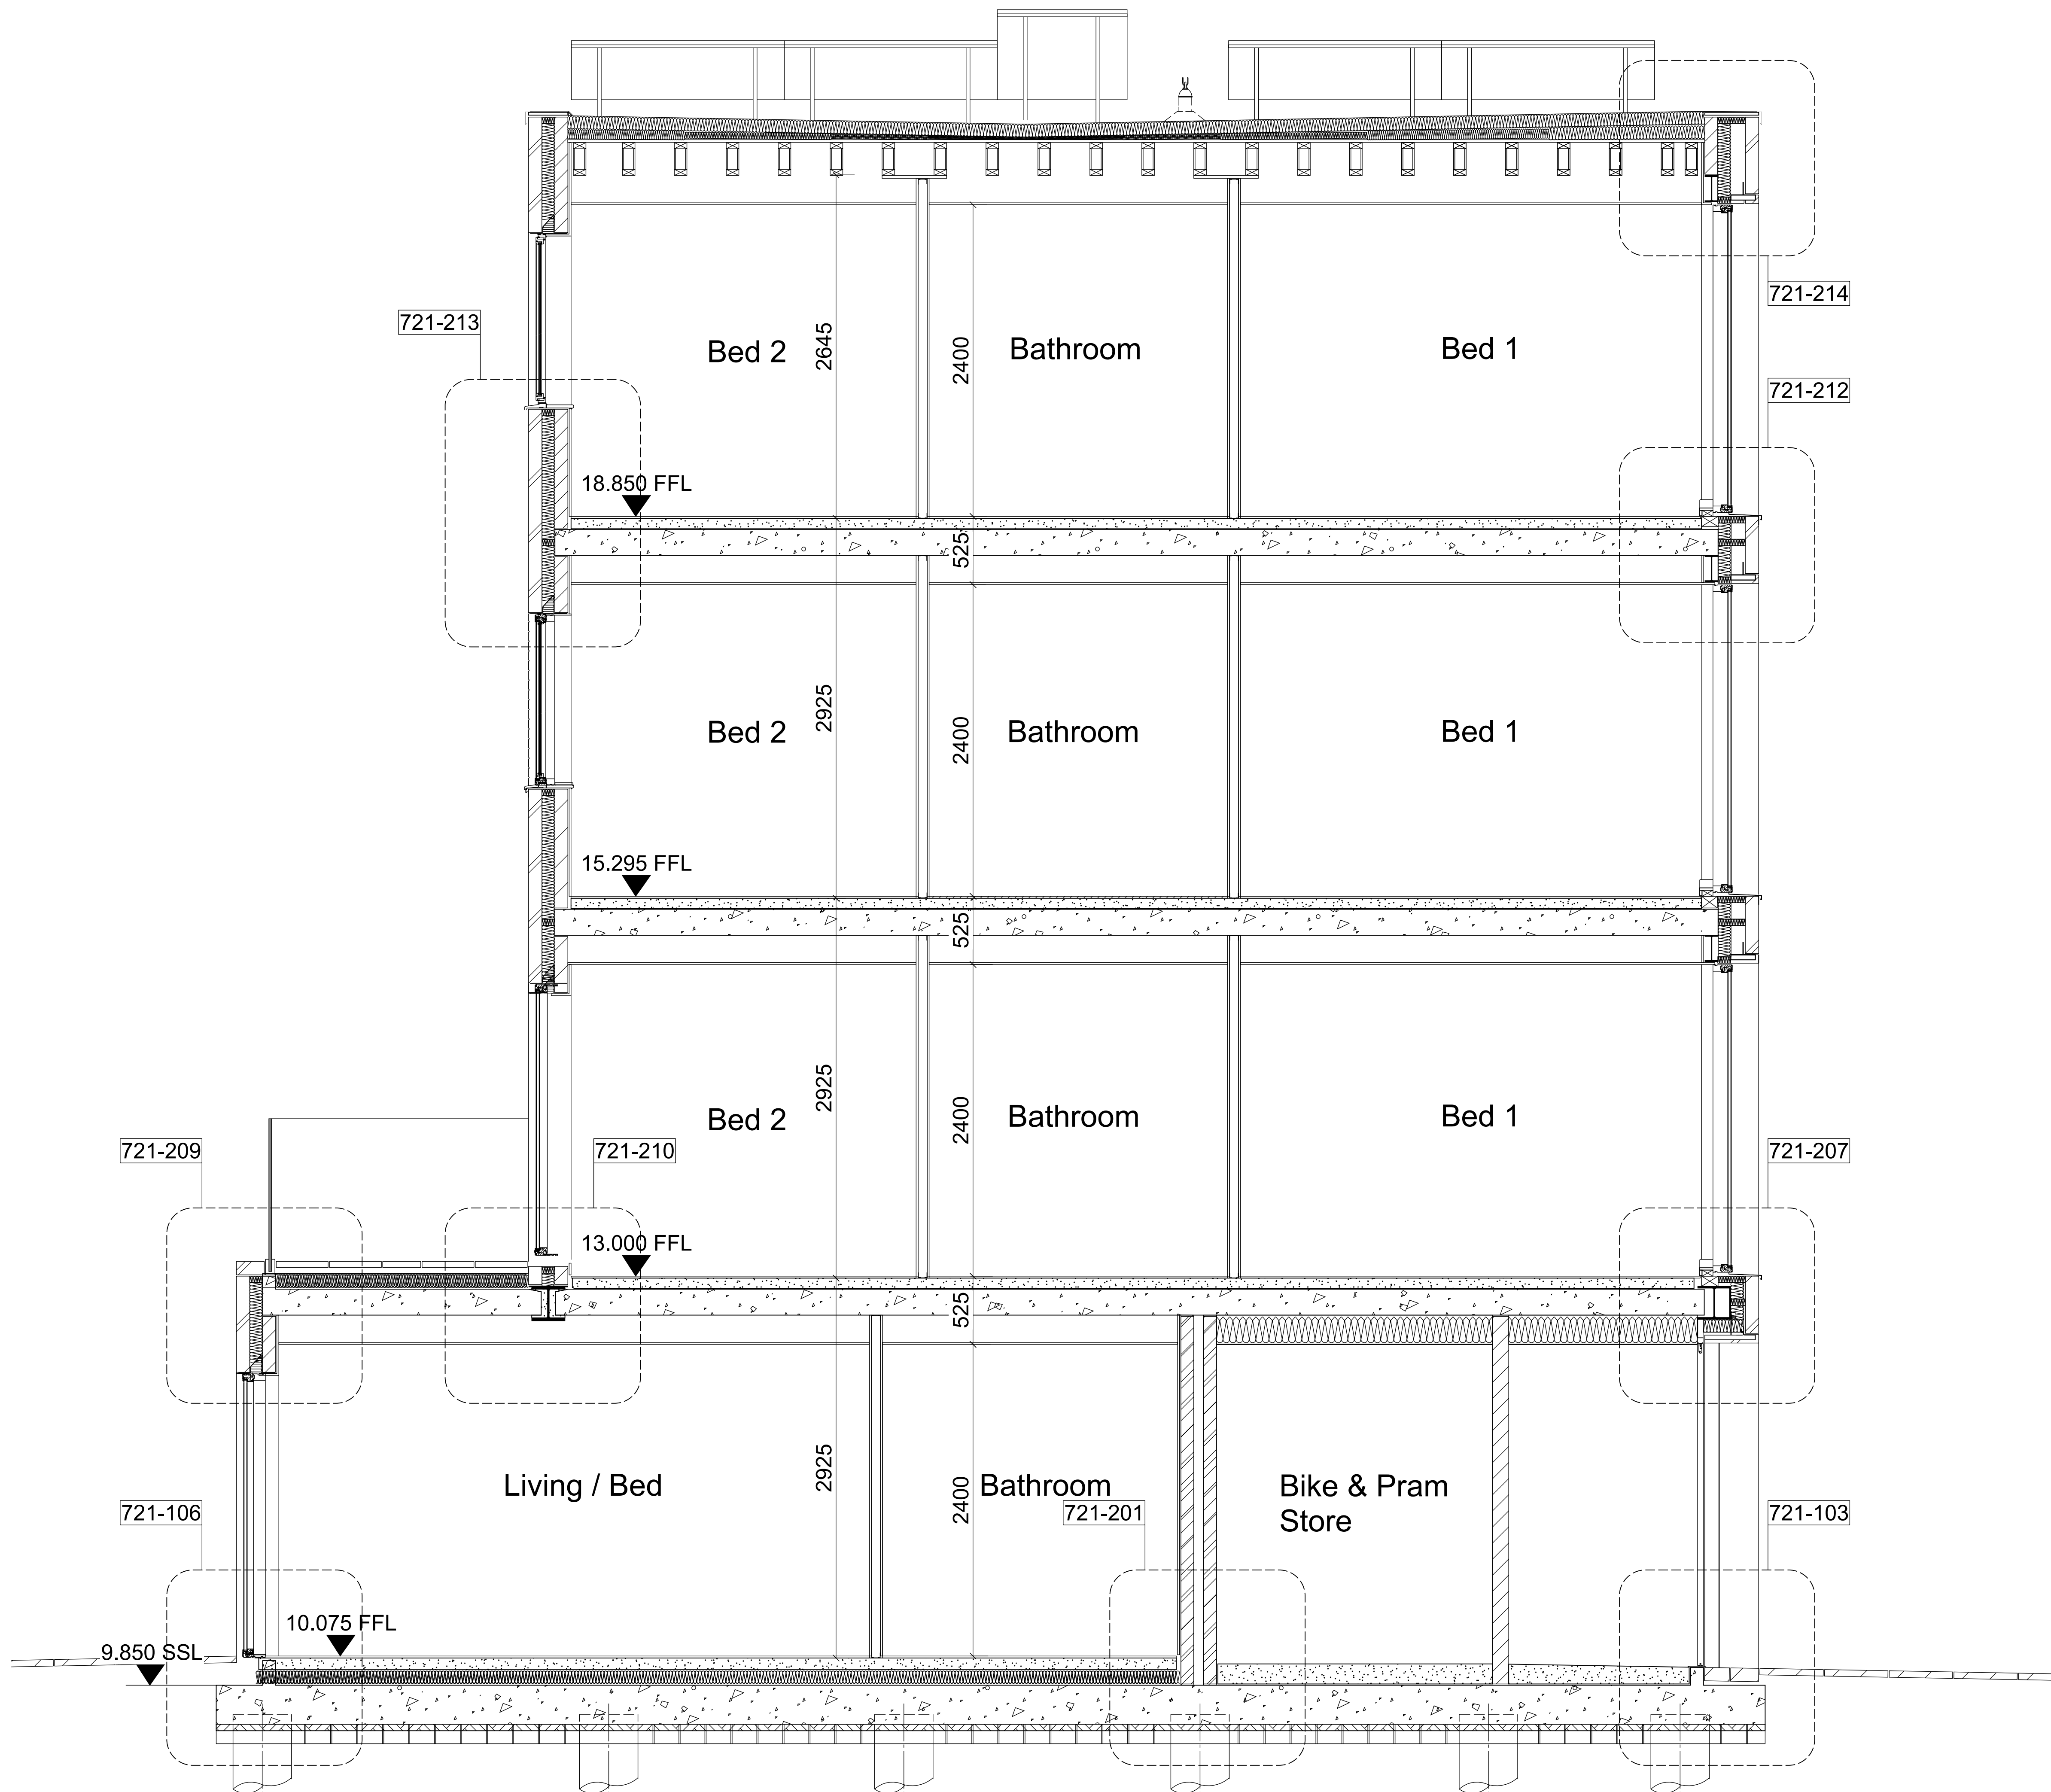 721-214
721-213
2645
Bed 2
2400
Bathroom
Bed 1
721-212
18.850 FFL
525
2925
Bed 2
2400
Bathroom
Bed 1
15.295 FFL
525
2925
Bed 2
2400
Bathroom
Bed 1
721-209
721-210
721-207
13.000 FFL
525
2925
Living / Bed
2400
Bathroom
Bike & Pram
Store
721-106
721-201
721-103
10.075 FFL
9.850 SSL